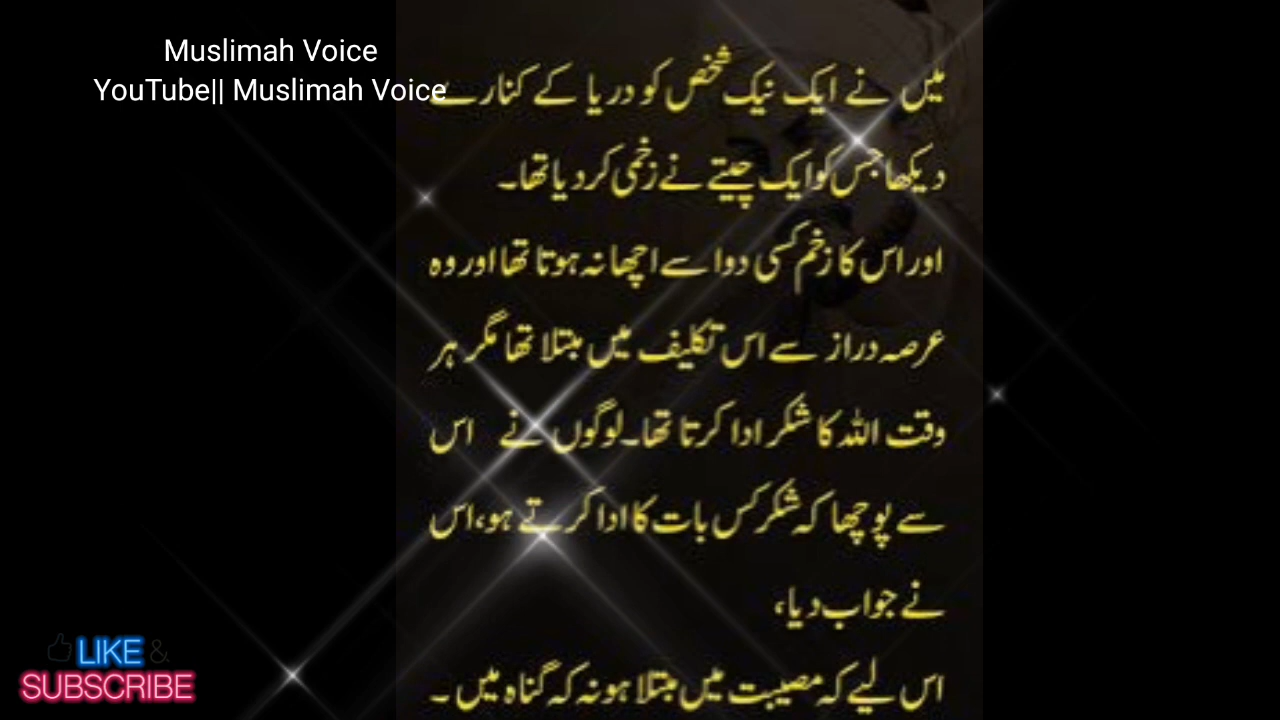 Muslimah Voice
YouTube|| Muslimah Voice
میں نے ایک نیک شخص کو دریا کے کنارے
دیکھا جس کو ایک چیتے نے زخمی کر دیا تھا۔
اور اس کا زخم کسی دوا سے اچھا نہ ہوتا تھا اور وہ
عرصہ دراز سے اس تکلیف میں مبتلا تھا مگر ہر
وقت اللہ کا شکر ادا کرتا تھا۔ لوگوں نے اس
سے پوچھا کہ شکر کس بات کا ادا کرتے ہو، اس
نے جواب دیا،
اس لیے کہ مصیبت میں مبتلا ہو نہ کہ گناہ میں ۔
LIKE &
SUBSCRIBE